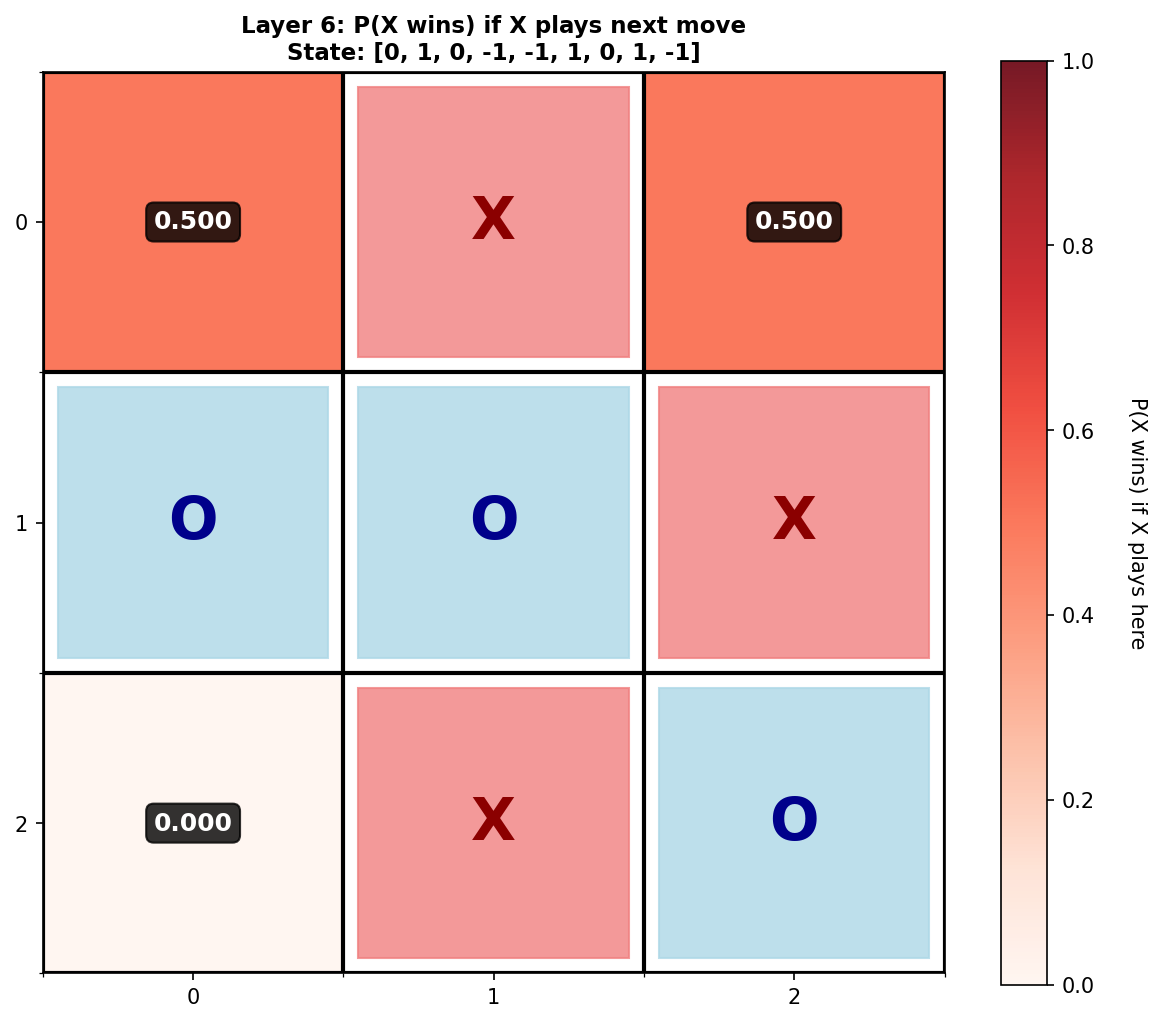 Layer 6: P(X wins) if X plays next move
State: [0, 1, 0, -1, -1, 1, 0, 1, -1]
0.500
X
0.500
O
O
X
0.000
X
O
0
1
2
0
1
2
1.0
0.8
0.6
0.4
0.2
0.0
P(X wins) if X plays here